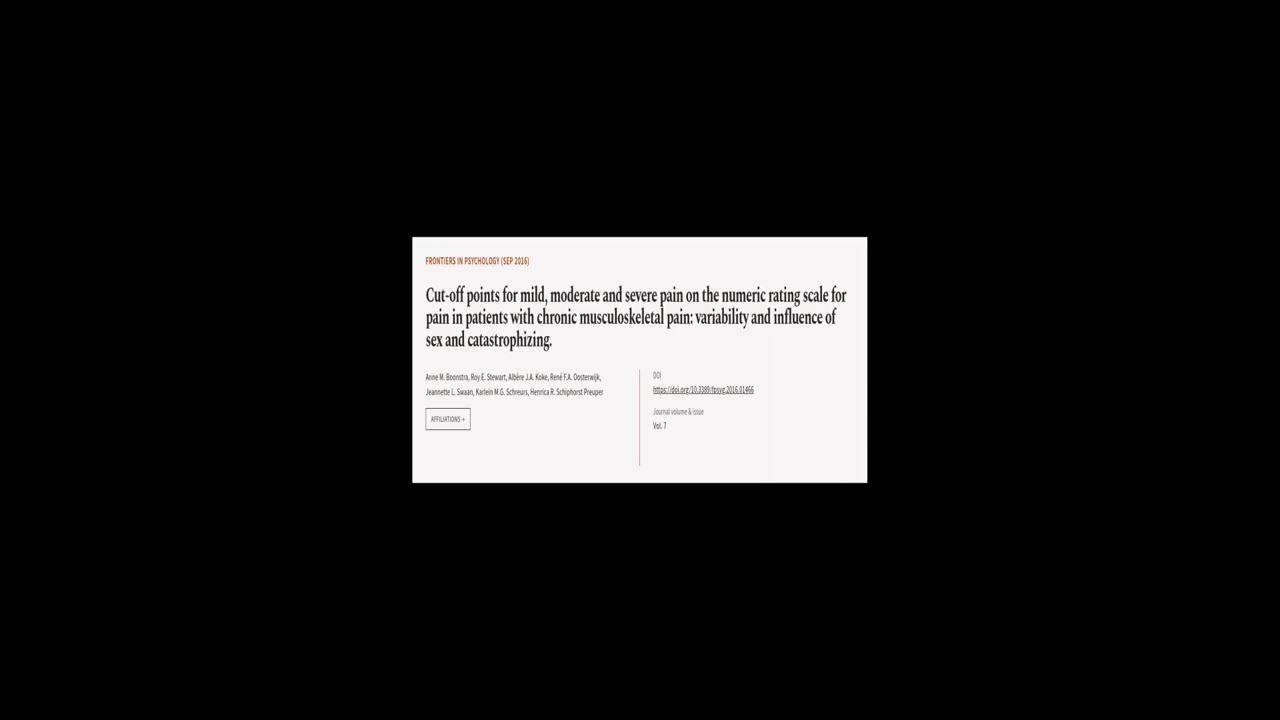 FRONTIERS IN PSYCHOLOGY (SEP 2016)
Cut-off points for mild, moderate and severe pain on the numeric rating scale for
pain in patients with chronic musculoskeletal pain: variability and influence of
sex and catastrophizing.
Anne M. Boonstra, Roy E. Stewart, Albère J.A. Koke, René F.A. Oosterwijk,
Jeannette L. Swaan, Karlein M.G. Schreurs, Henrica R. Schiphorst Preuper
AFFILIATIONS +
DOI
https://doi.org/10.3389/fpsyg.2016.01466
Journal volume & issue
Vol. 7